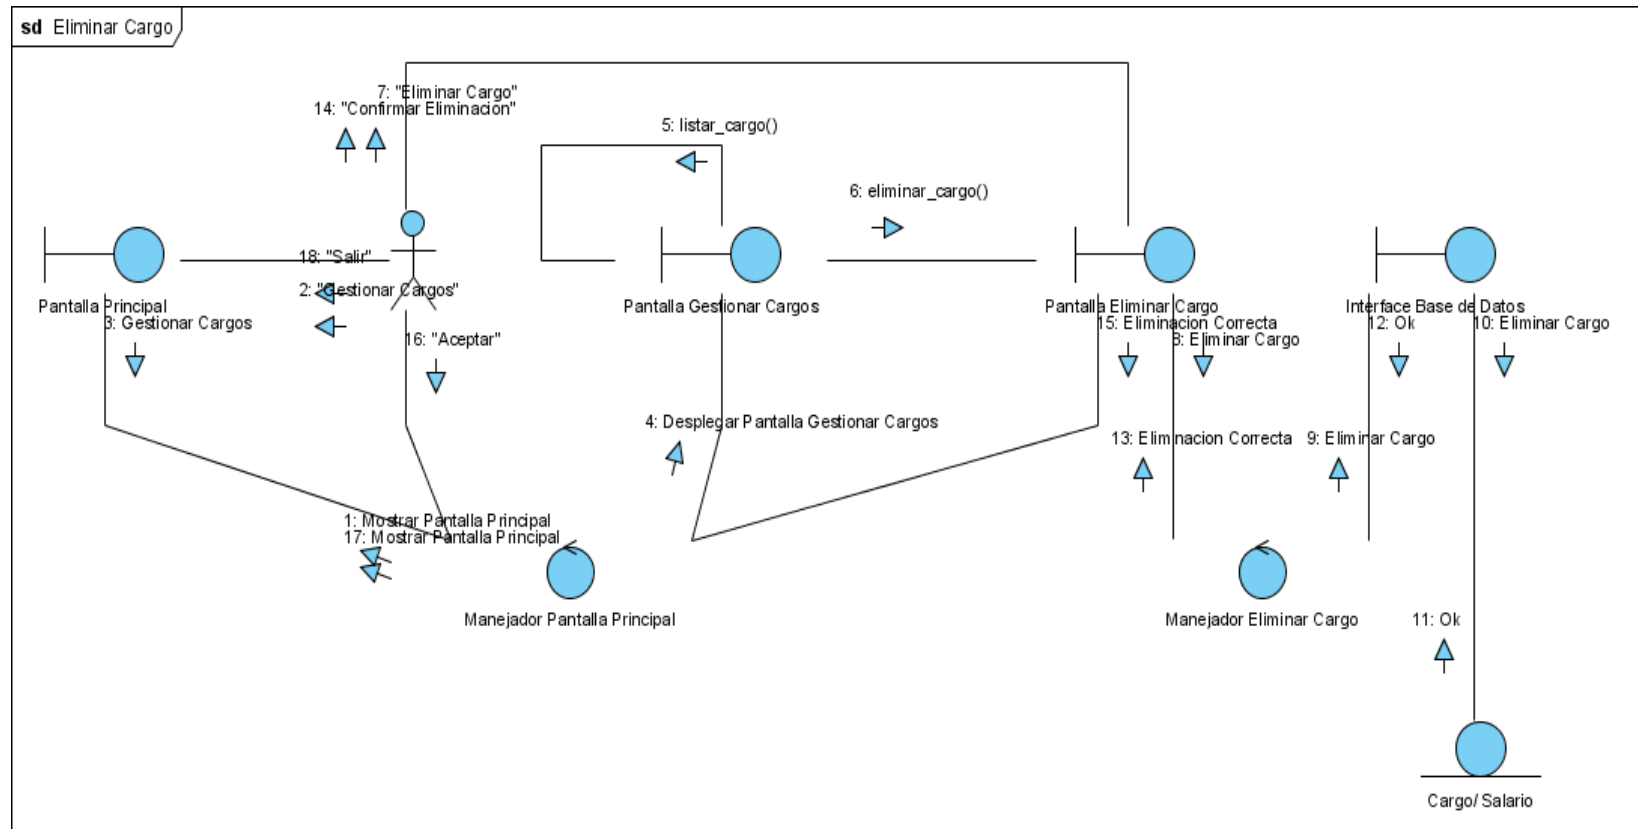 sd Eliminar Cargo
7: "Eliminar Cargo"
14: "Confirmar Eliminacion"
5: listar_cargo()
6: eliminar_cargo()
18: "Salir"
2: "Gestionar Cargos"
Pantalla Principal
Pantalla Gestionar Cargos
Pantalla Eliminar Cargo
Interface Base de Datos
3: Gestionar Cargos
15: Eliminacion Correcta
12: Ok
10: Eliminar Cargo
16: "Aceptar"
8: Eliminar Cargo
4: Desplegar Pantalla Gestionar Cargos
13: Eliminacion Correcta
9: Eliminar Cargo
1: Mostrar Pantalla Principal
17: Mostrar Pantalla Principal
Manejador Pantalla Principal
Manejador Eliminar Cargo
11: Ok
Cargo/ Salario